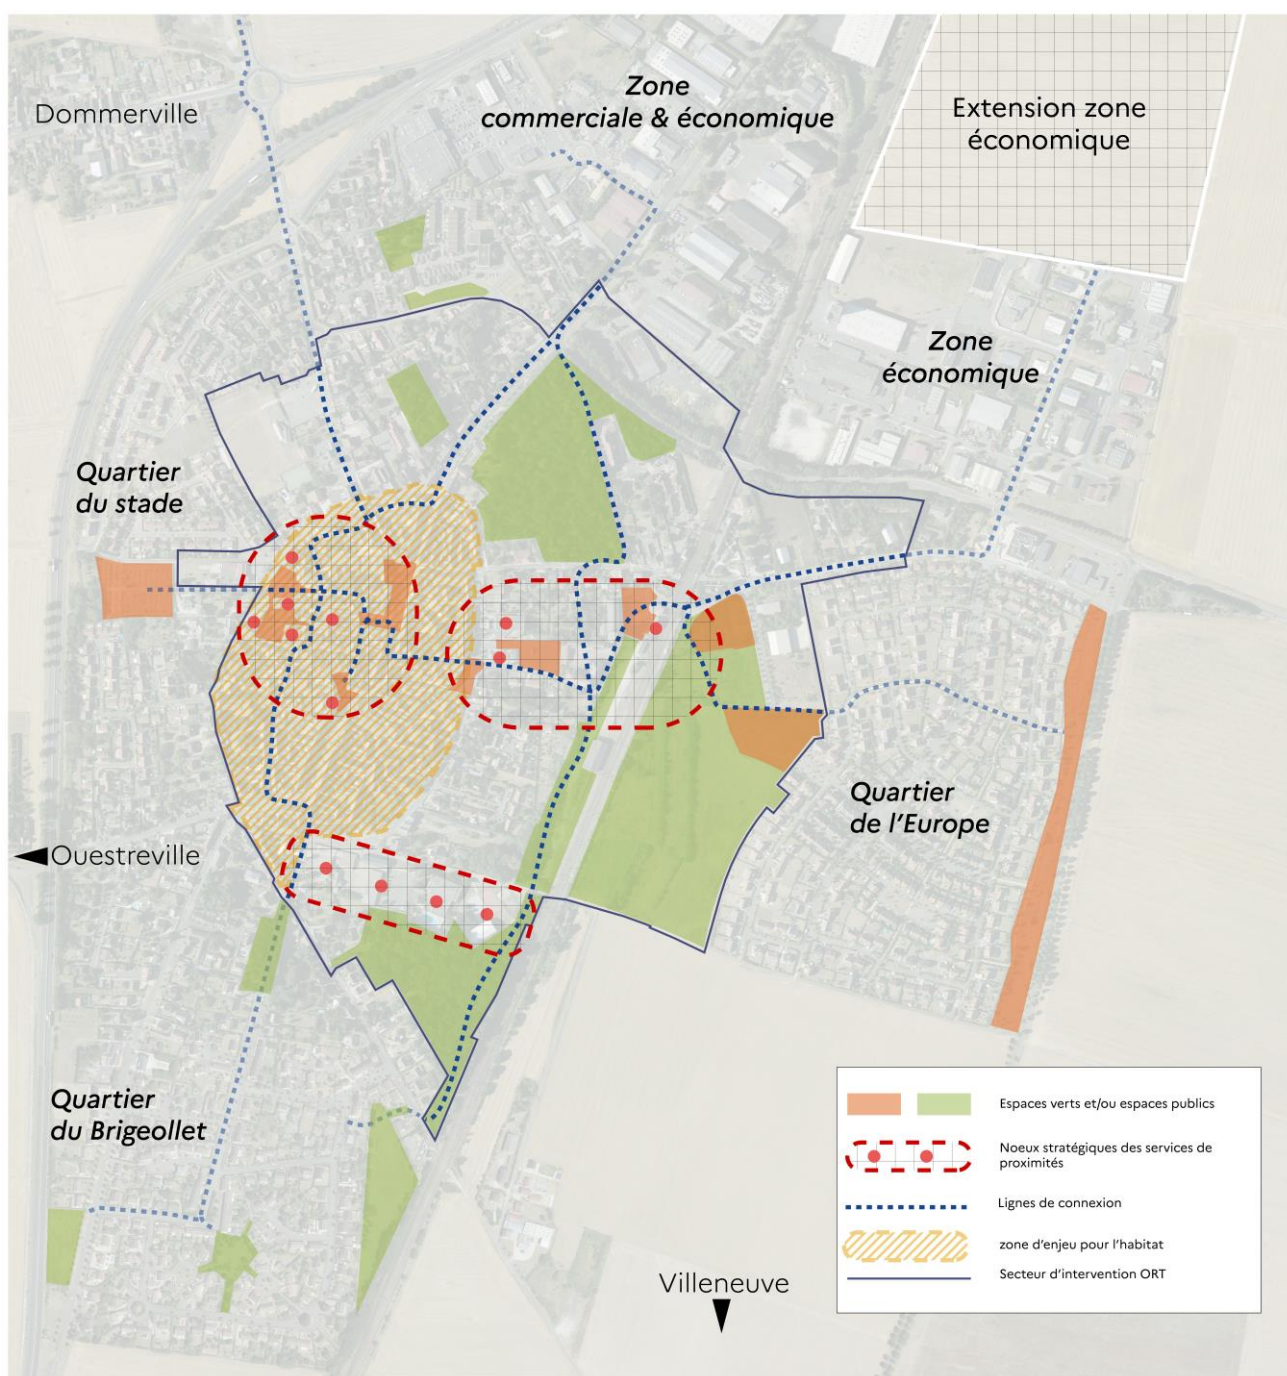 Zone
commerciale & économique
Dommerville
Extension zone
économique
Zone
économique
Quartier
du stade
Quartier
de l'Europe
Ouestreville
Quartier
du Brigeollet
Villeneuve
Espaces verts et/ou espaces publics
Noeux stratégiques des services de
proximités
Lignes de connexion
zone d'enjeu pour l'habitat
Secteur d'intervention ORT